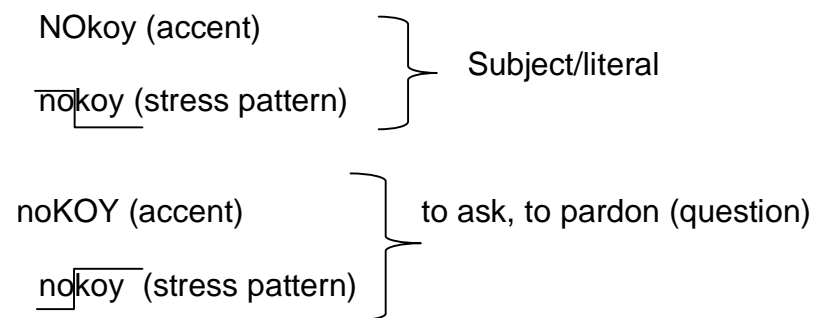 NOkoy (accent)
Subject/literal
nokoy (stress pattern)
noKOY (accent) to ask, to pardon (question)
nokoy (stress pattern)